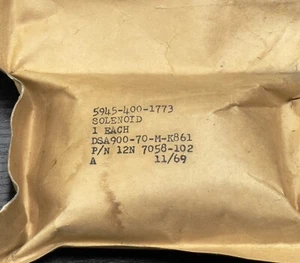 5945-400-1773
SOLENOID
1 EACH
DSA900-70-M-K861
P/N 12N 7058-102
A 11/69